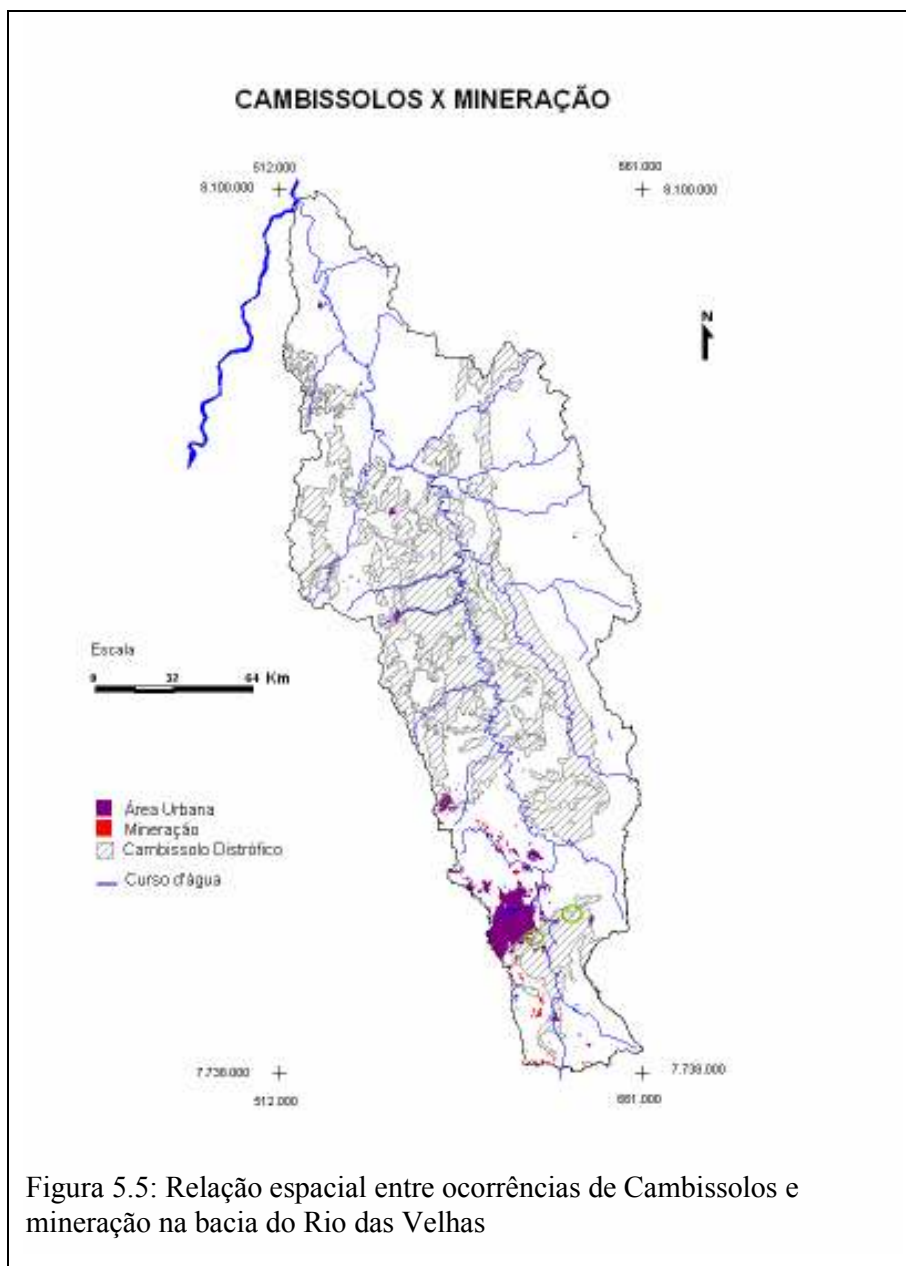 CAMBISSOLOS X MINERAÇÃO
512.000
661.000
8.100.000
8.100.000
N
Escala
0 32 64 Km
Área Urbana
Mineração
Cambissolo Distrófico
Curso d'água
7.738.000
7.738.000
512.000
661.000
Figura 5.5: Relação espacial entre ocorrências de Cambissolos e
mineração na bacia do Rio das Velhas